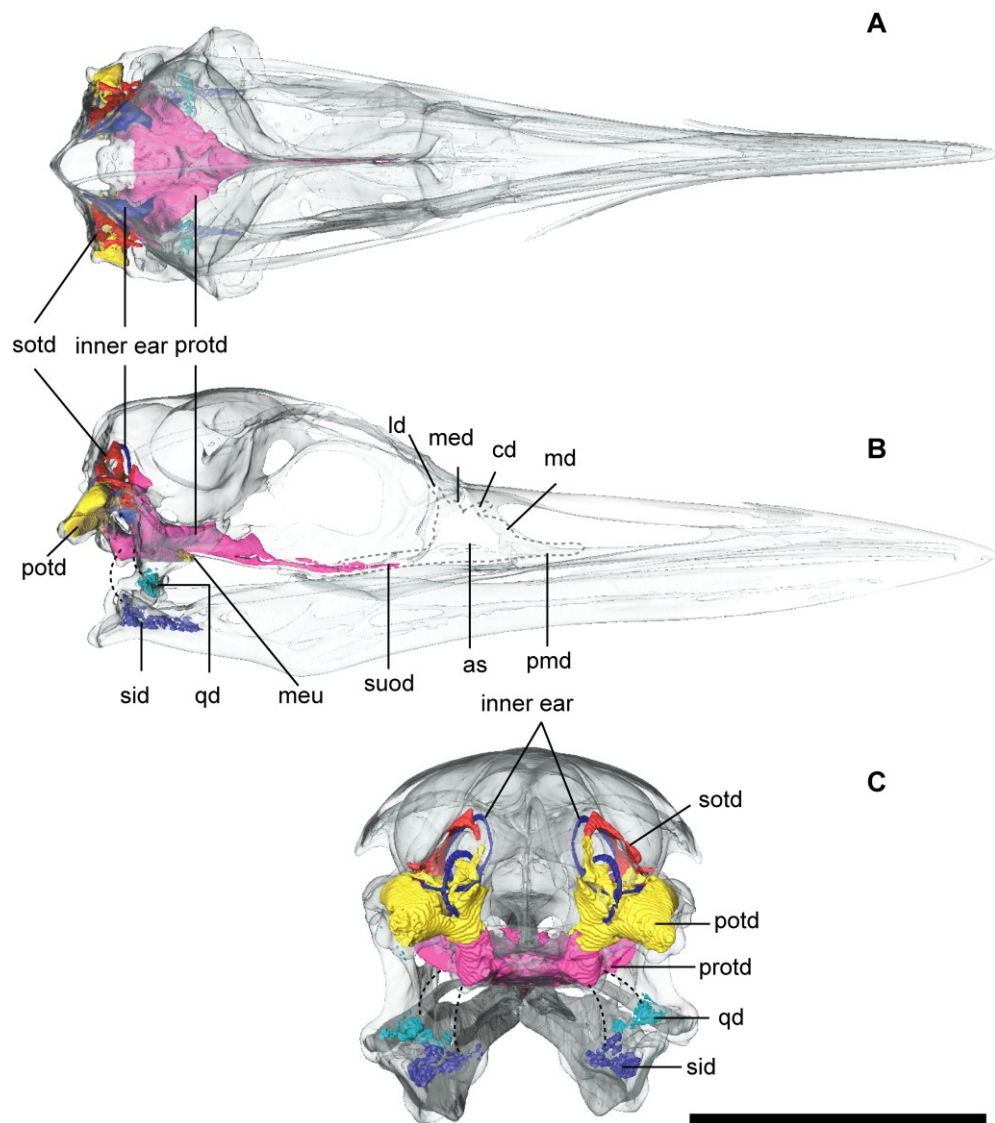 A
sotd inner ear protd
ld
med
cd
md
B
potd
sid
qd
meu
suod
as
pmd
inner ear
C
sotd
potd
protd
qd
sid